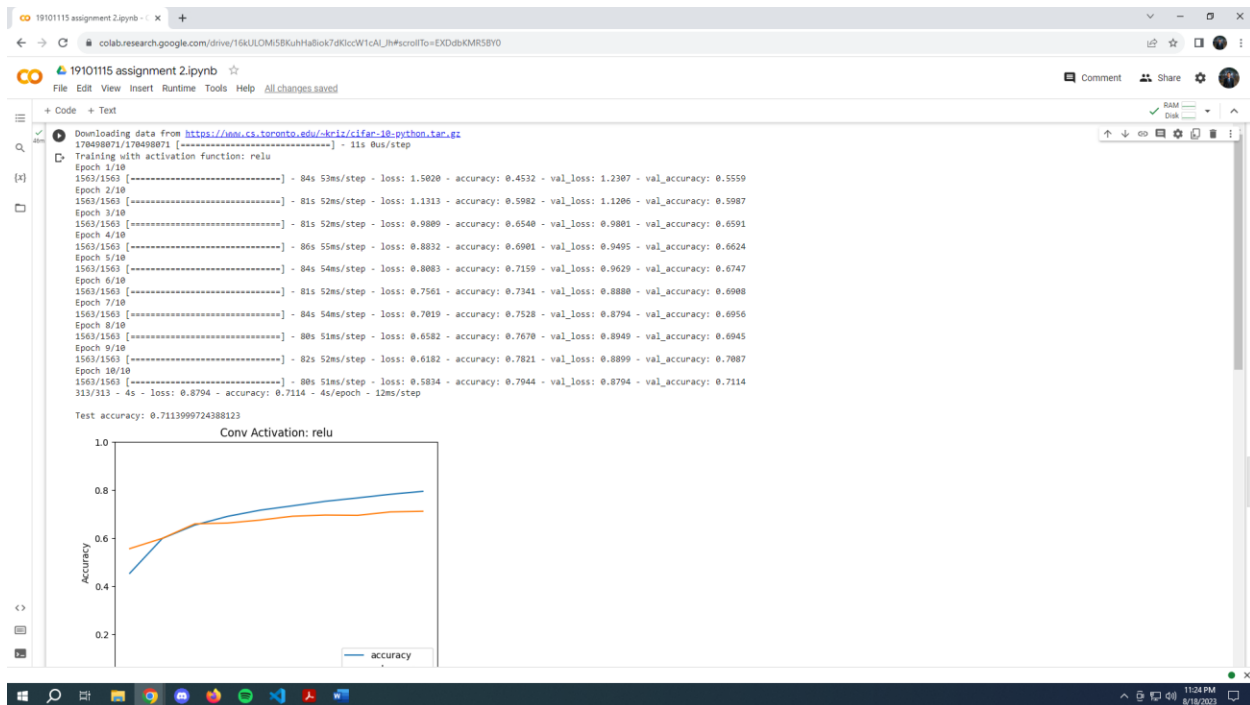 19101115 assignment 2.ipynb - C
colab.research.google.com/drive/16kULOMi5BKuhHa8iok7dKIccW1cAl_Jh#scrollTo=EXDdbKMR5BY0
19101115 assignment 2.ipynb
File Edit View Insert Runtime Tools Help All changes saved
Comment Share
+ Code + Text
RAM
Disk
46m
{x}
Downloading data from https://www.cs.toronto.edu/~kriz/cifar-10-python.tar.gz
170498071/170498071 [==============================] - 11s 0us/step
Training with activation function: relu
Epoch 1/10
1563/1563 [==============================] - 84s 53ms/step - loss: 1.5020 - accuracy: 0.4532 - val_loss: 1.2307 - val_accuracy: 0.5559
Epoch 2/10
1563/1563 [==============================] - 81s 52ms/step - loss: 1.1313 - accuracy: 0.5982 - val_loss: 1.1206 - val_accuracy: 0.5987
Epoch 3/10
1563/1563 [==============================] - 81s 52ms/step - loss: 0.9809 - accuracy: 0.6540 - val_loss: 0.9801 - val_accuracy: 0.6591
Epoch 4/10
1563/1563 [==============================] - 86s 55ms/step - loss: 0.8832 - accuracy: 0.6901 - val_loss: 0.9495 - val_accuracy: 0.6624
Epoch 5/10
1563/1563 [==============================] - 84s 54ms/step - loss: 0.8083 - accuracy: 0.7159 - val_loss: 0.9629 - val_accuracy: 0.6747
Epoch 6/10
1563/1563 [==============================] - 81s 52ms/step - loss: 0.7561 - accuracy: 0.7341 - val_loss: 0.8880 - val_accuracy: 0.6908
Epoch 7/10
1563/1563 [==============================] - 84s 54ms/step - loss: 0.7019 - accuracy: 0.7528 - val_loss: 0.8794 - val_accuracy: 0.6956
Epoch 8/10
1563/1563 [==============================] - 80s 51ms/step - loss: 0.6582 - accuracy: 0.7670 - val_loss: 0.8949 - val_accuracy: 0.6945
Epoch 9/10
1563/1563 [==============================] - 82s 52ms/step - loss: 0.6182 - accuracy: 0.7821 - val_loss: 0.8899 - val_accuracy: 0.7087
Epoch 10/10
1563/1563 [==============================] - 80s 51ms/step - loss: 0.5834 - accuracy: 0.7944 - val_loss: 0.8794 - val_accuracy: 0.7114
313/313 - 4s - loss: 0.8794 - accuracy: 0.7114 - 4s/epoch - 12ms/step
Test accuracy: 0.7113999724388123
Conv Activation: relu
1.0
0.8
0.6
0.4
0.2
Accuracy
accuracy
11:24 PM
8/18/2023